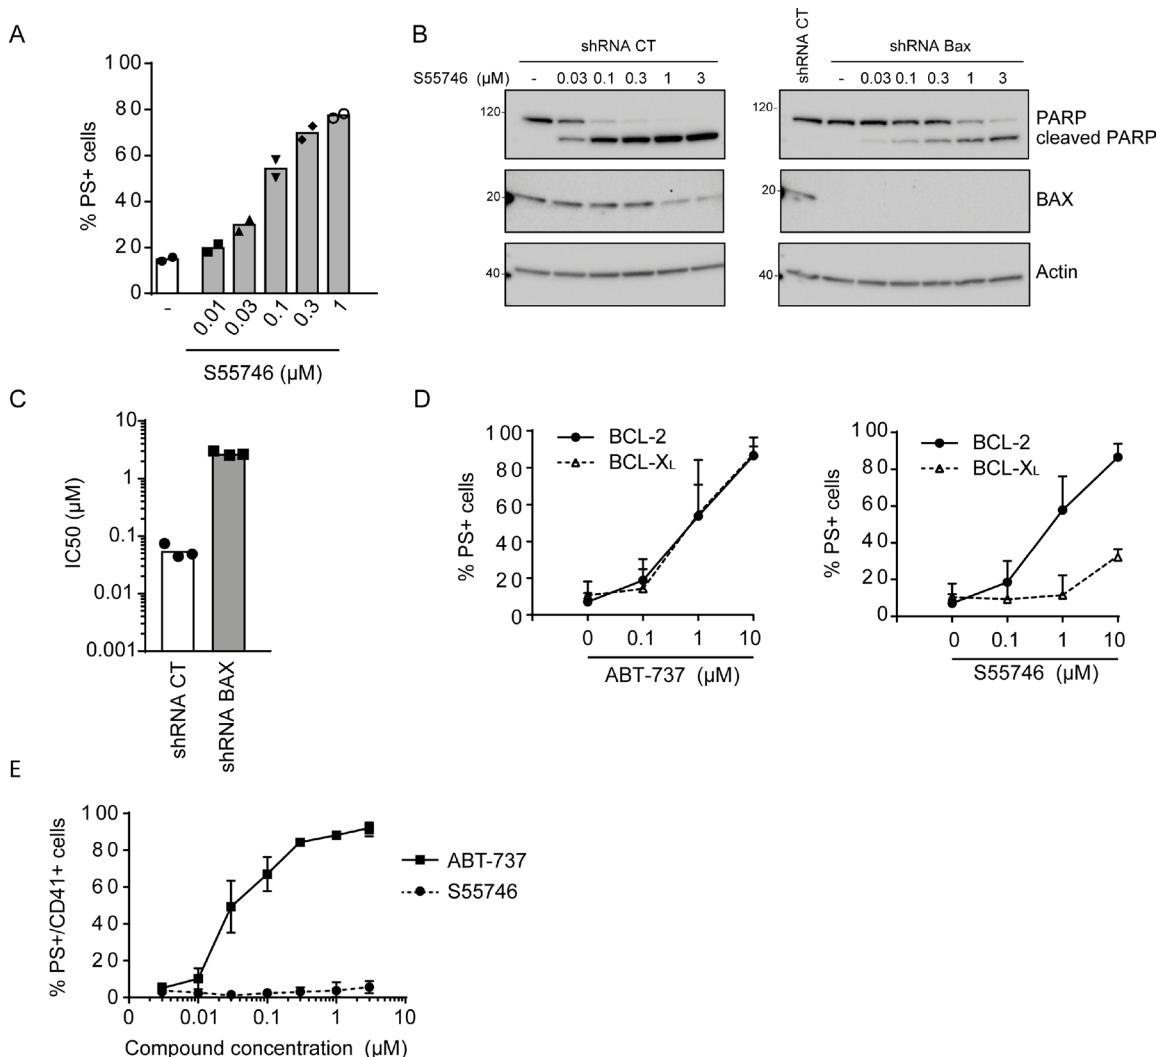 A
100
80
60
40
20
0
% PS+ cells
-
0.01
0.03
0.1
0.3
1
S55746 (µM)
B
shRNA CT
shRNA CT
shRNA Bax
S55746 (µM)
- 0.03 0.1 0.3 1 3
- 0.03 0.1 0.3 1 3
120
120
PARP
cleaved PARP
20
20
BAX
40
40
Actin
C
10
1
0.1
0.01
0.001
IC50 (µM)
shRNA CT
shRNA BAX
D
100
80
60
40
20
0
% PS+ cells
BCL-2
BCL-XL
0 0.1 1 10
ABT-737 (µM)
100
80
60
40
20
0
% PS+ cells
BCL-2
BCL-XL
0 0.1 1 10
S55746 (µM)
E
100
80
60
40
20
0
% PS+/CD41+ cells
ABT-737
S55746
0 0.01 0.1 1 10
Compound concentration (µM)